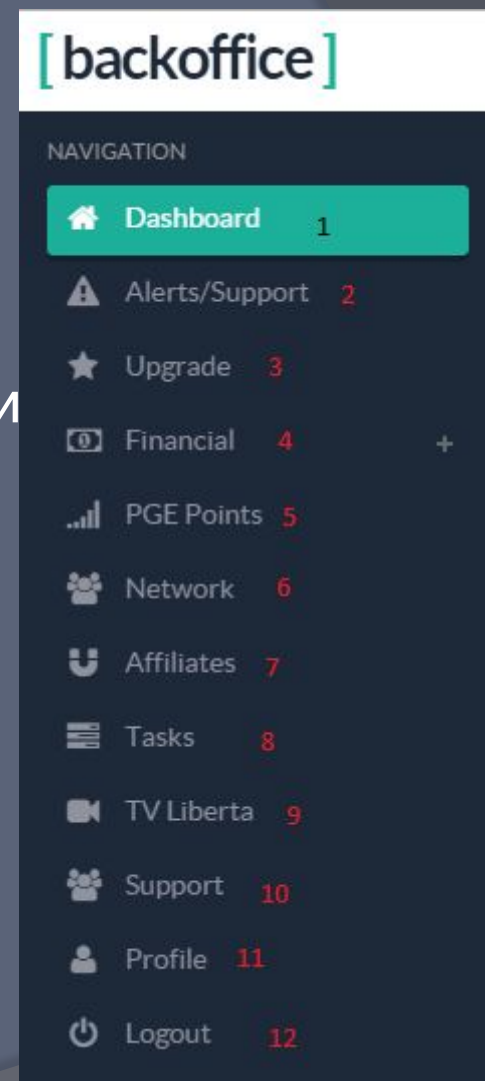 [backoffice]
NAVIGATION
Dashboard 1
Alerts/Support 2
Upgrade 3
и
Financial 4 +
PGE Points 5
Network 6
Affiliates 7
Tasks 8
TV Liberta 9
Support 10
Profile 11
Logout 12